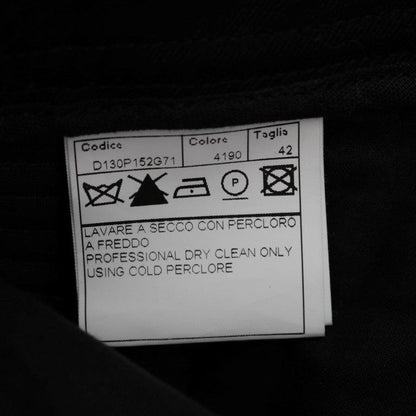 Codice Colore Taglia
D130P152G71 4190 42
P
LAVARE A SECCO CON PERCLORO
A FREDDO
PROFESSIONAL DRY CLEAN ONLY
USING COLD PERCLORE